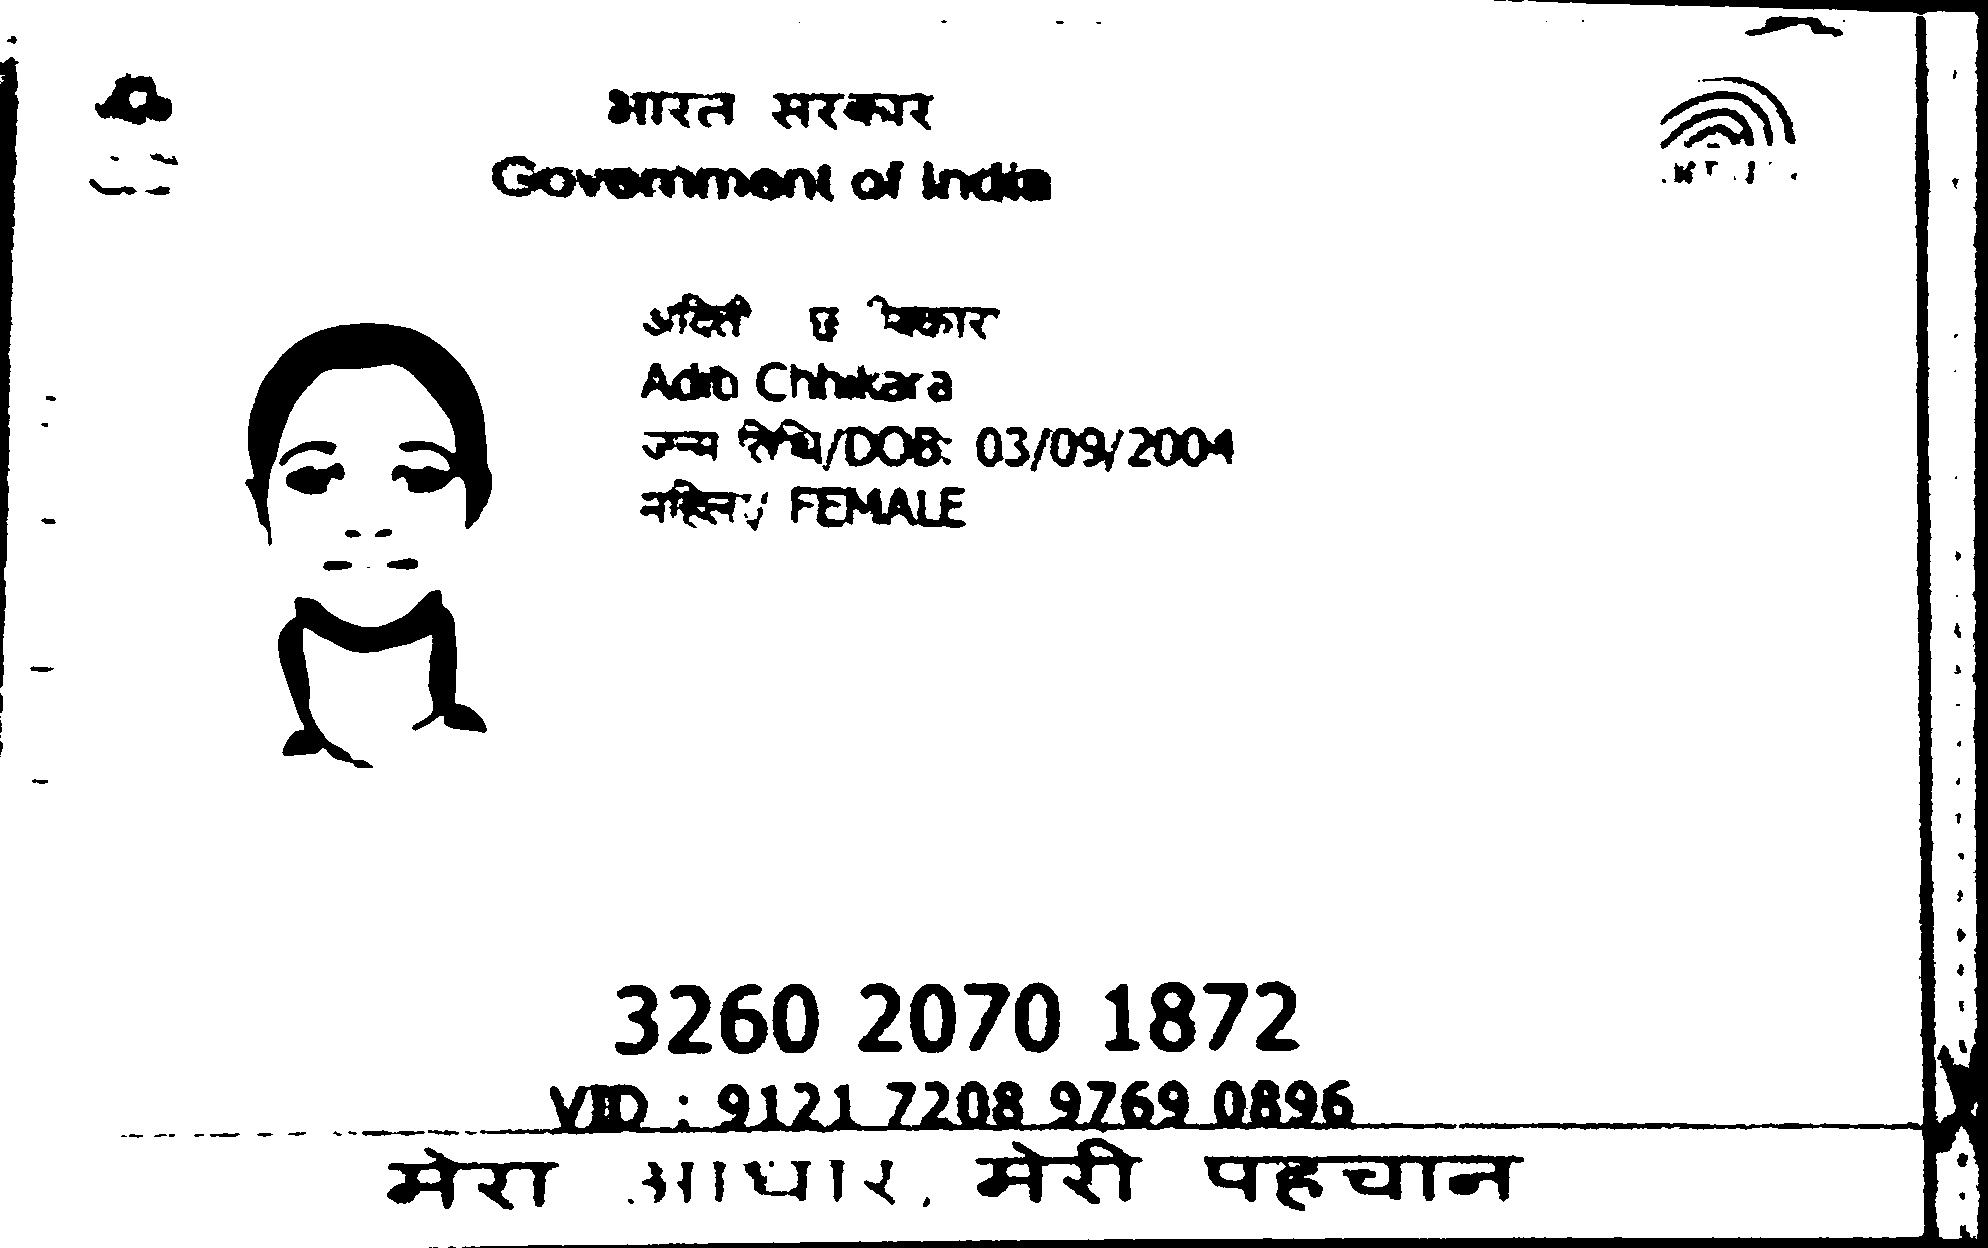 भारत सरकार
Government of India
अदिती
Chhikara
जन्म तिथि/DOB: 03/09/2004
महिला/ FEMALE
3260 2070 1872
VID : 9121 7208 9769 0896
मेरा आधार, मेरी पहचान